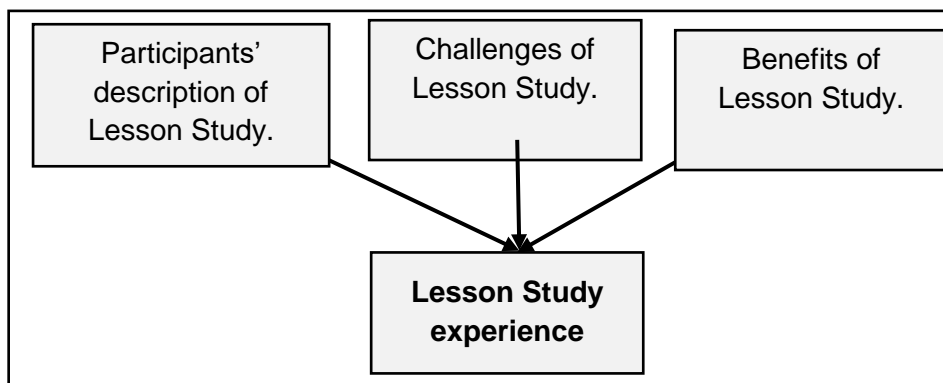 Participants’
description of
Lesson Study.
Challenges of
Lesson Study.
Benefits of
Lesson Study.
Lesson Study
experience